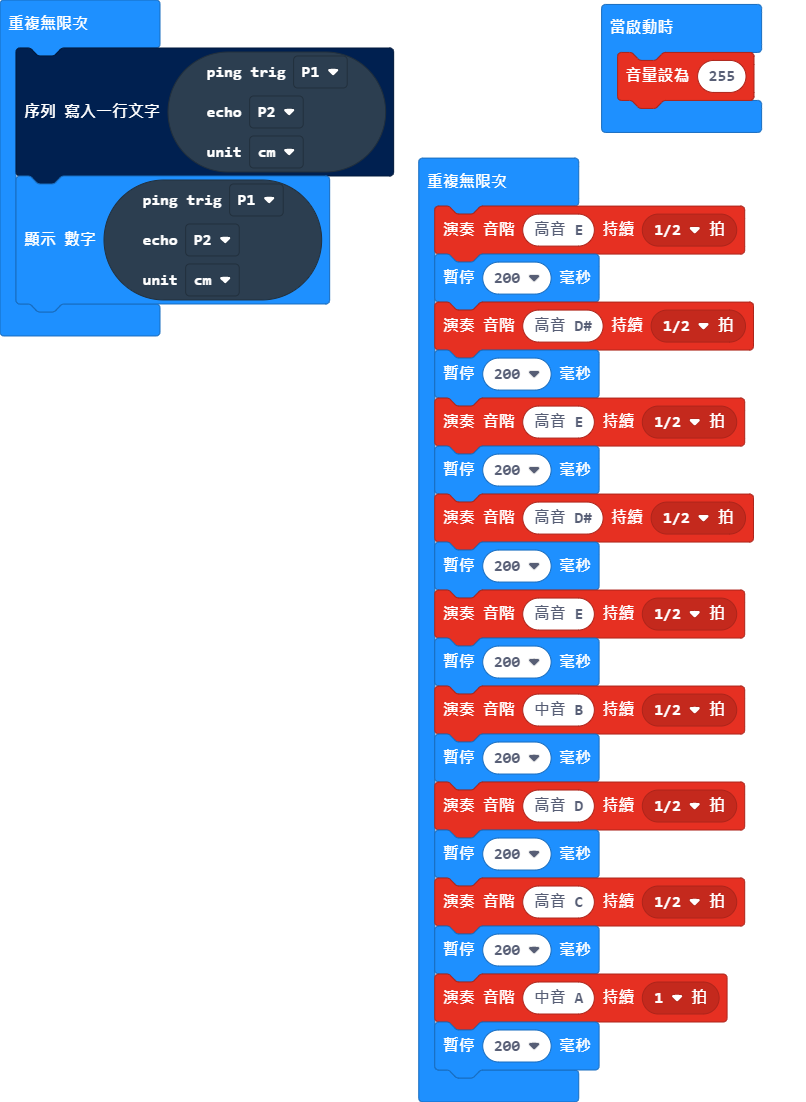 重複無限次
序列 寫入一行文字
ping trig P1
echo P2
unit cm
顯示 數字
ping trig P1
echo P2
unit cm
當啟動時
音量設為 255
重複無限次
演奏 音階 高音 E 持續 1/2 拍
暫停 200 毫秒
演奏 音階 高音 D# 持續 1/2 拍
暫停 200 毫秒
演奏 音階 高音 E 持續 1/2 拍
暫停 200 毫秒
演奏 音階 高音 D# 持續 1/2 拍
暫停 200 毫秒
演奏 音階 高音 E 持續 1/2 拍
暫停 200 毫秒
演奏 音階 中音 B 持續 1/2 拍
暫停 200 毫秒
演奏 音階 高音 D 持續 1/2 拍
暫停 200 毫秒
演奏 音階 高音 C 持續 1/2 拍
暫停 200 毫秒
演奏 音階 中音 A 持續 1 拍
暫停 200 毫秒